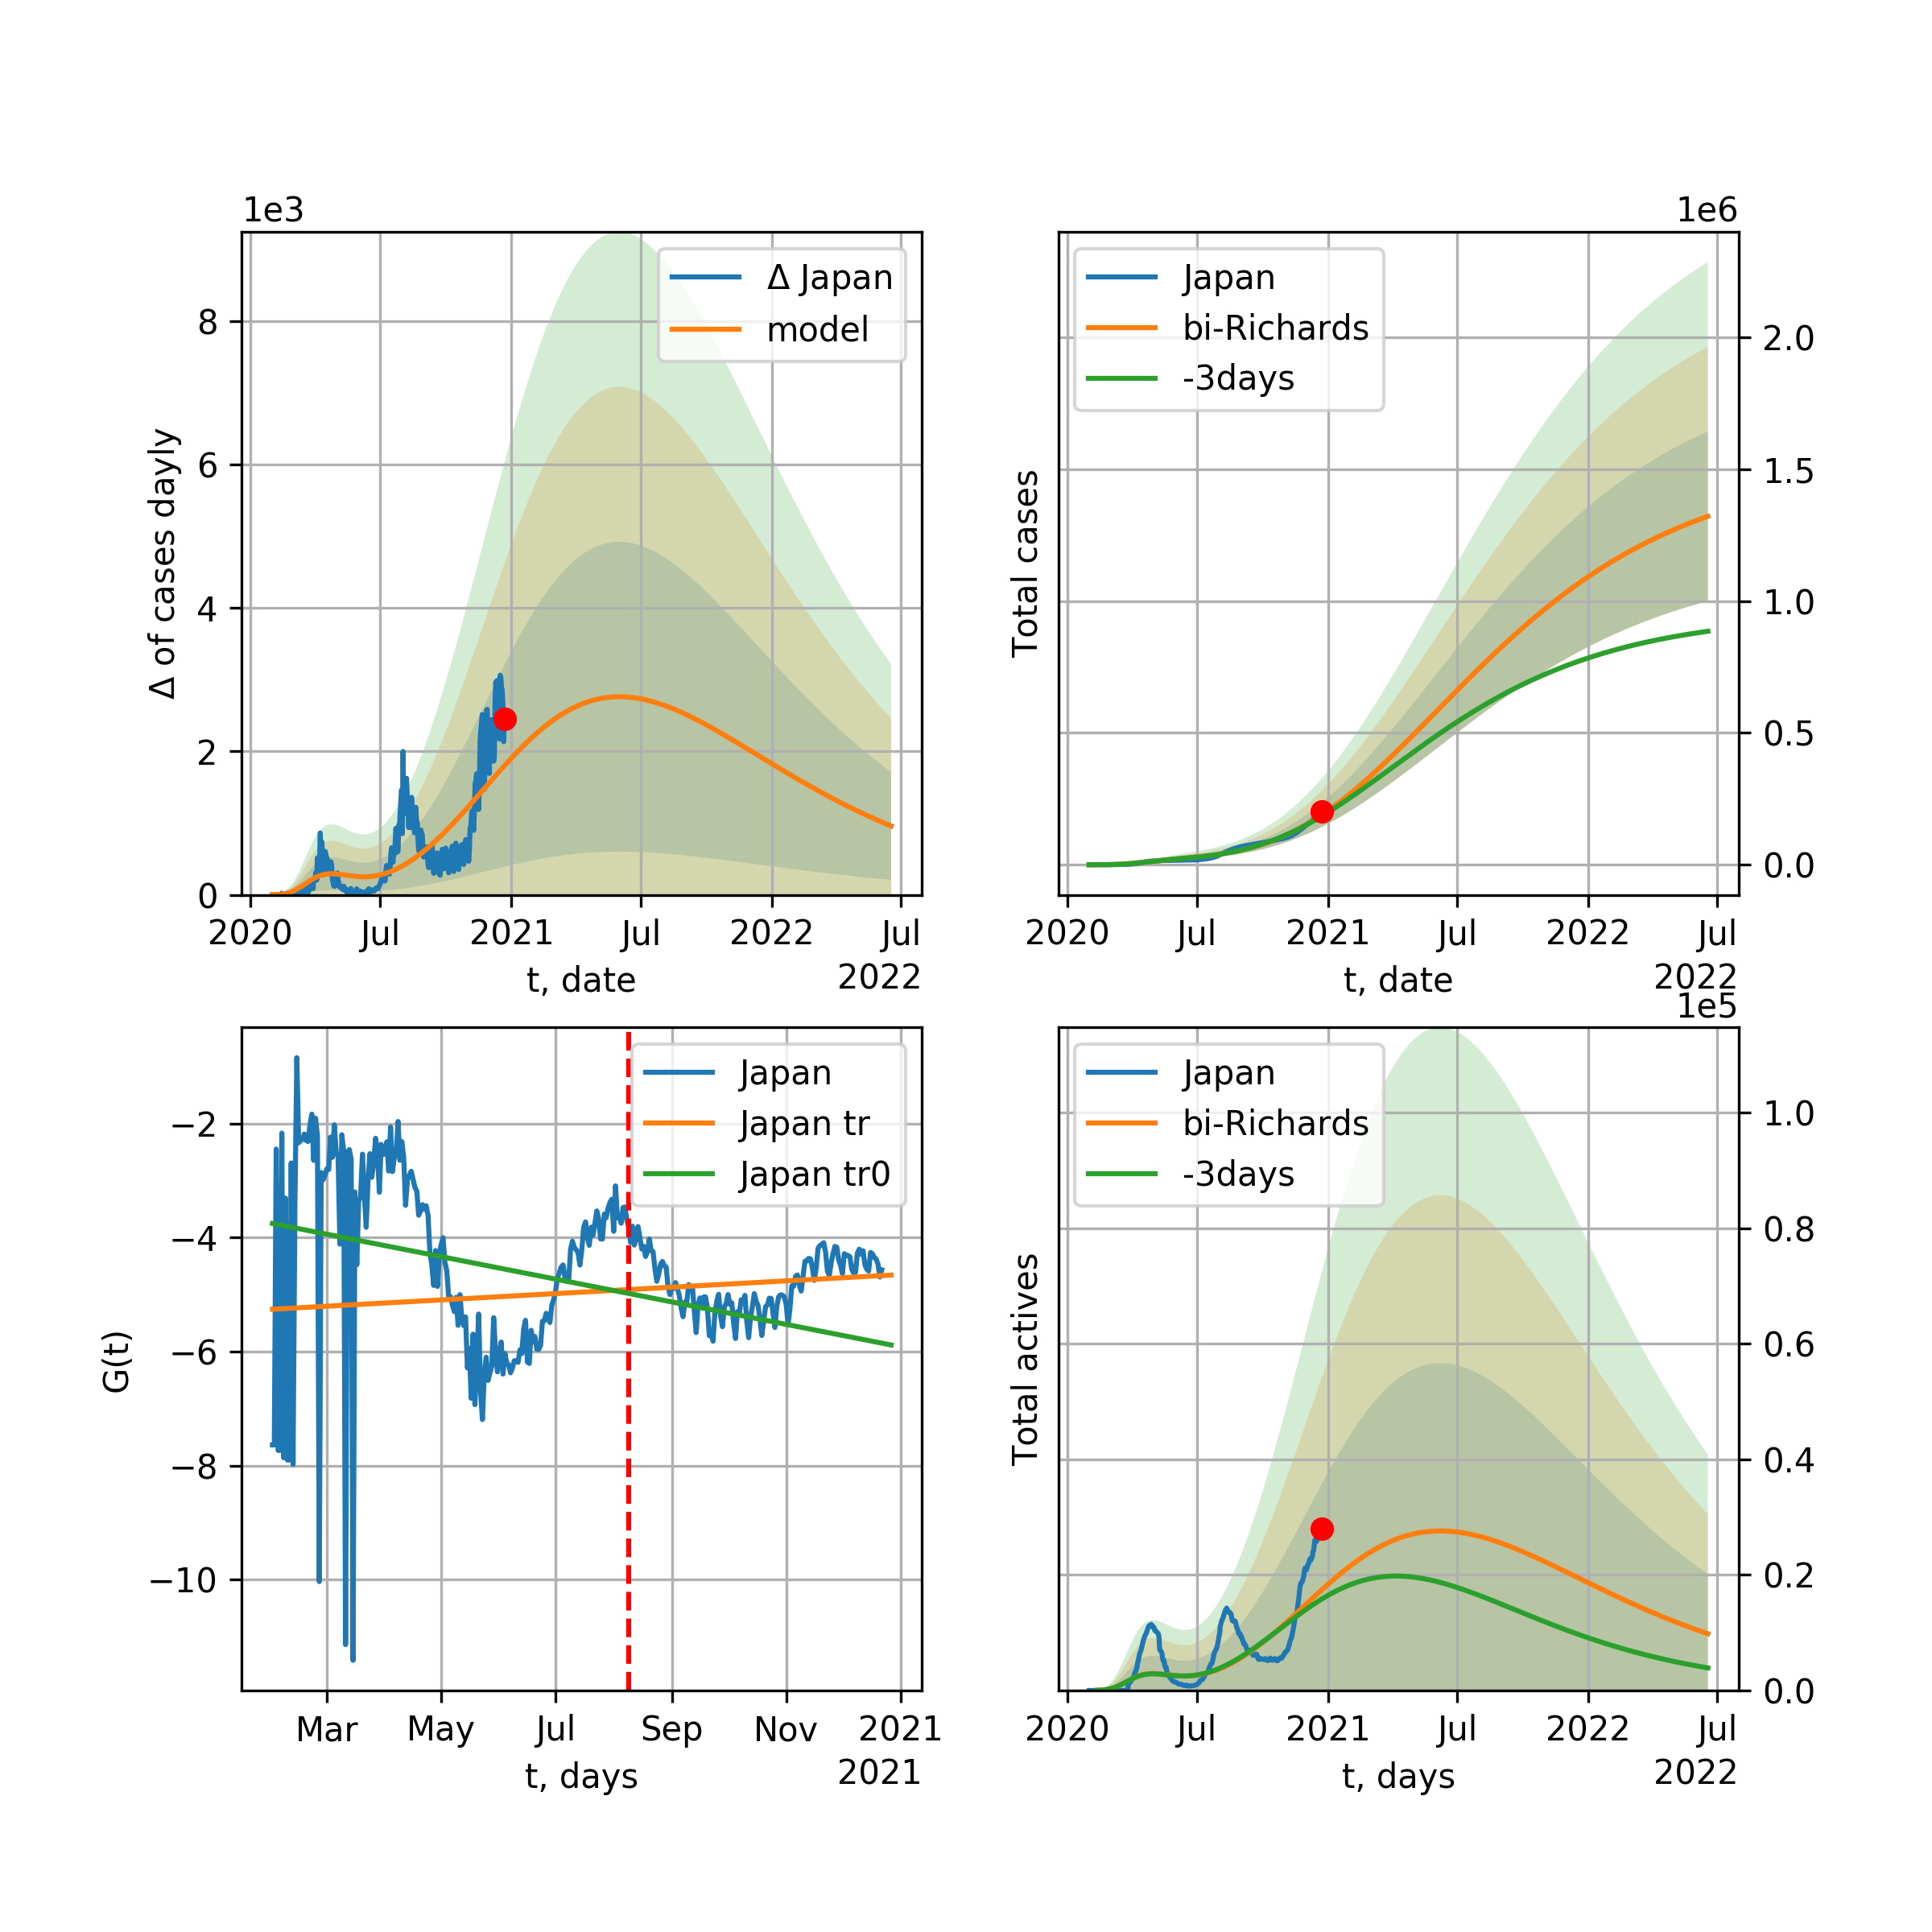 1e3
Δ of cases dayly
8
6
4
2
0
2020
Jul
2021
Jul
2022
Jul
2022
t, date
Δ Japan
model
1e6
Total cases
2.0
1.5
1.0
0.5
0.0
2020
Jul
2021
Jul
2022
Jul
2022
t, date
Japan
bi-Richards
-3days
G(t)
−2
−4
−6
−8
−10
Mar
May
Jul
Sep
Nov
2021
2021
t, days
Japan
Japan tr
Japan tr0
1e5
Total actives
1.0
0.8
0.6
0.4
0.2
0.0
2020
Jul
2021
Jul
2022
Jul
2022
t, days
Japan
bi-Richards
-3days